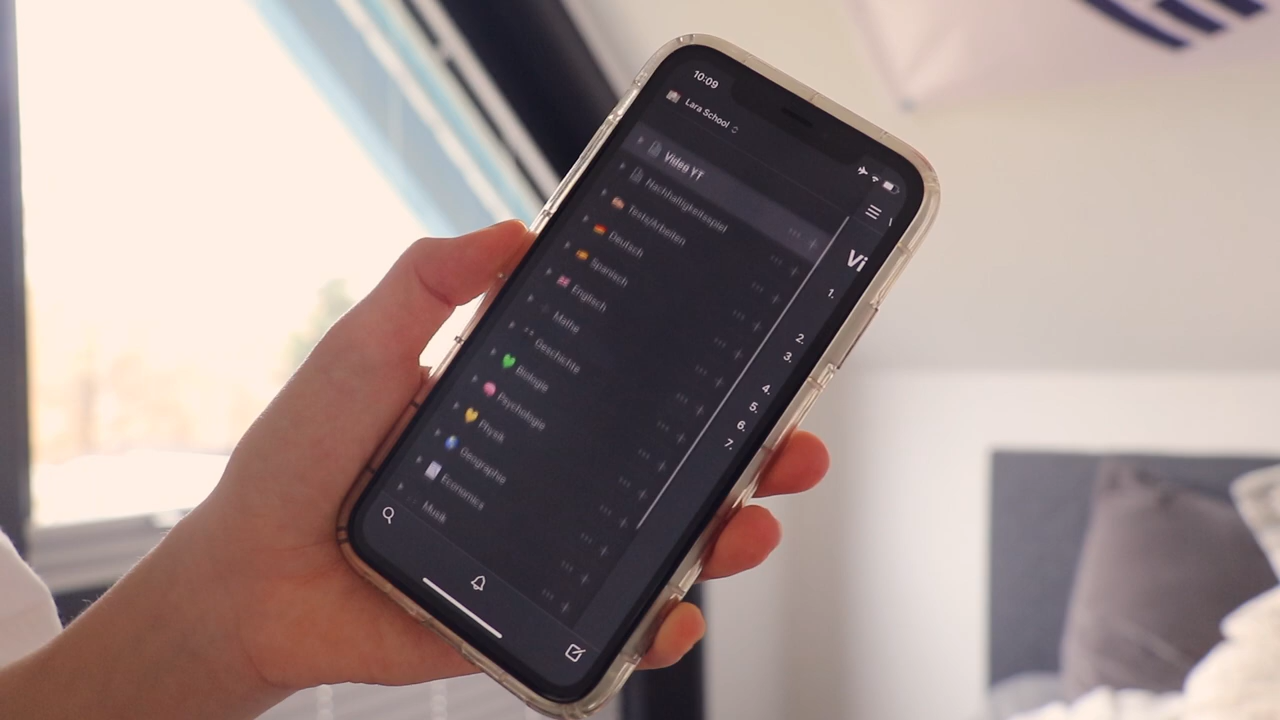 10:09
Lara School
Video YT
Nachhaltigkeitsspiel
Tests/Arbeiten
Deutsch
Spanisch
Englisch
Mathe
Geschichte
Biologie
Psychologie
Physik
Geographie
Economics
Musik
Vi
1.
2.
3.
4.
5.
6.
7.